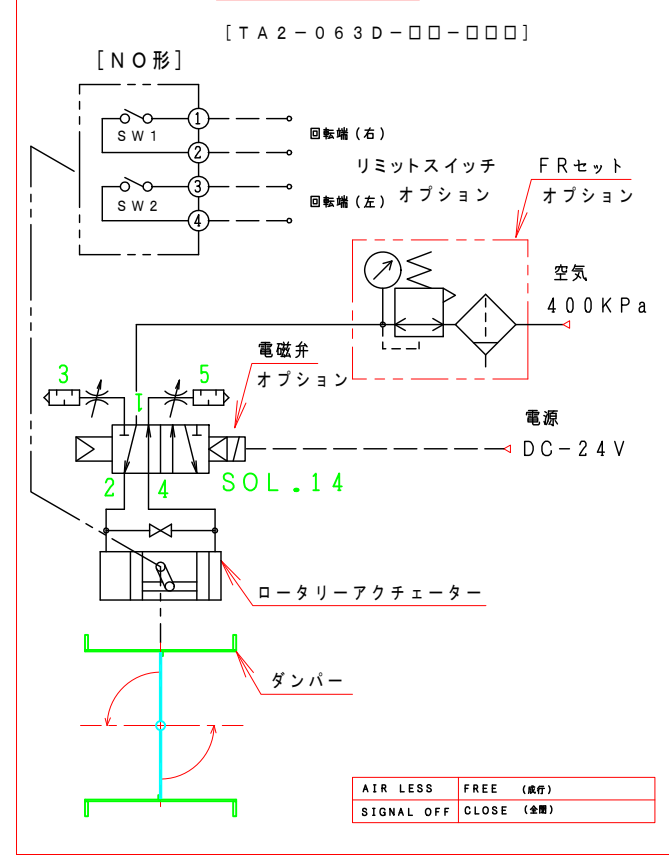 [TA2-063D-□□-□□□]
[NO形]
SW1
1
2
SW2
3
4
回転端(右)
回転端(左)
リミットスイッチ
オプション
FRセット
オプション
空気
400KPa
電磁弁
オプション
電源
DC-24V
3
1
5
2
4
SOL.14
ロータリーアクチェーター
ダンパー
AIR LESS FREE (成行)
SIGNAL OFF CLOSE (全閉)